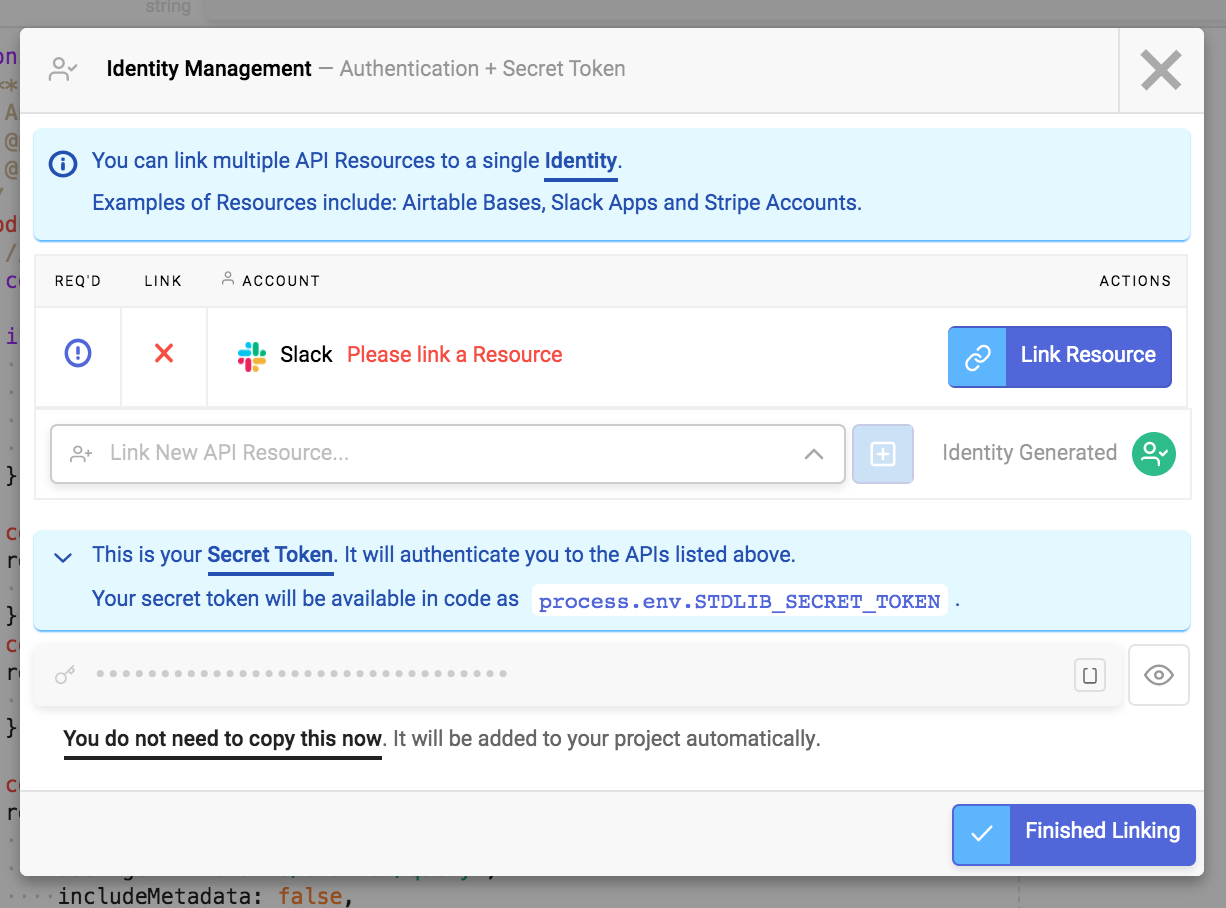 string
Identity Management — Authentication + Secret Token
You can link multiple API Resources to a single Identity.
Examples of Resources include: Airtable Bases, Slack Apps and Stripe Accounts.
REQ'D LINK ACCOUNT ACTIONS
Slack Please link a Resource Link Resource
Link New API Resource... Identity Generated
This is your Secret Token. It will authenticate you to the APIs listed above.
Your secret token will be available in code as process.env.STDLIB_SECRET_TOKEN .
••••••••••••••••••••••••••••••••
You do not need to copy this now. It will be added to your project automatically.
Finished Linking
includeMetadata: false,